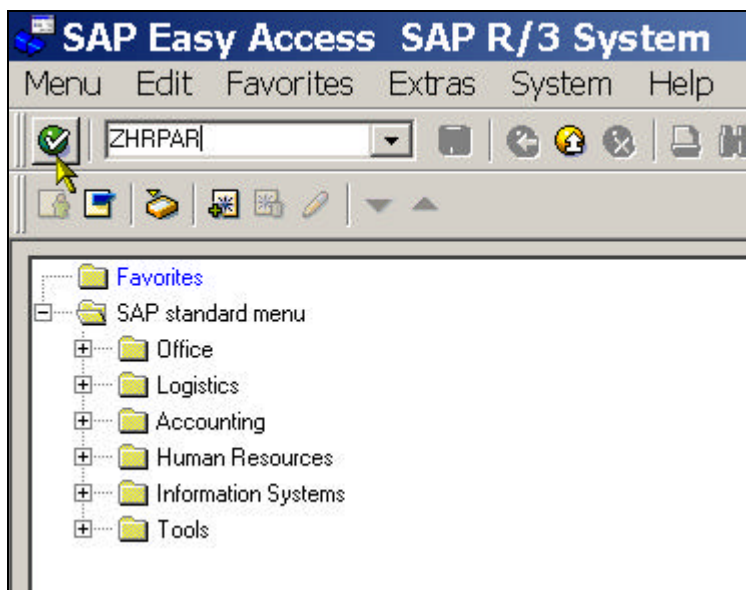 SAP Easy Access SAP R/3 System
Menu Edit Favorites Extras System Help
ZHRPAR
Favorites
SAP standard menu
Office
Logistics
Accounting
Human Resources
Information Systems
Tools